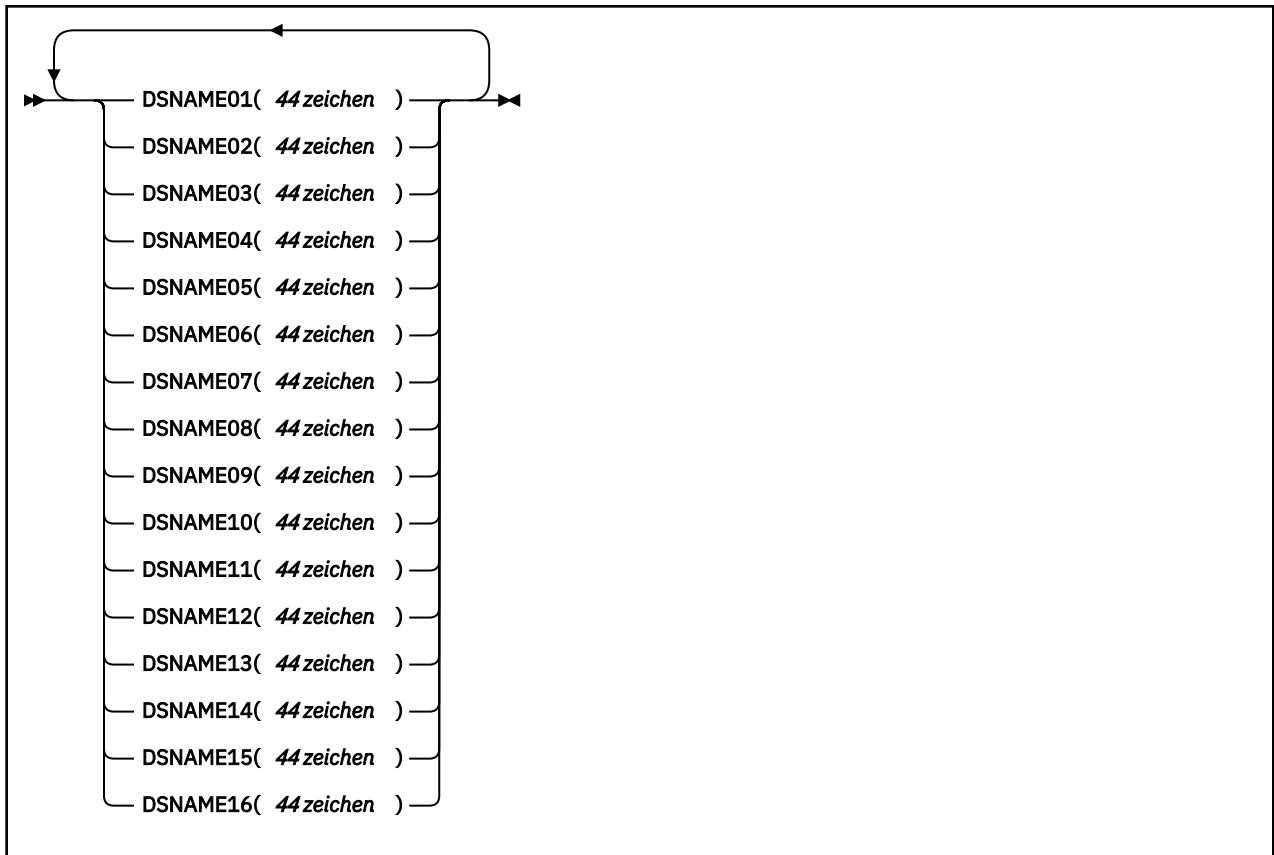 DSNAME01( 44 zeichen )
DSNAME02( 44 zeichen )
DSNAME03( 44 zeichen )
DSNAME04( 44 zeichen )
DSNAME05( 44 zeichen )
DSNAME06( 44 zeichen )
DSNAME07( 44 zeichen )
DSNAME08( 44 zeichen )
DSNAME09( 44 zeichen )
DSNAME10( 44 zeichen )
DSNAME11( 44 zeichen )
DSNAME12( 44 zeichen )
DSNAME13( 44 zeichen )
DSNAME14( 44 zeichen )
DSNAME15( 44 zeichen )
DSNAME16( 44 zeichen )